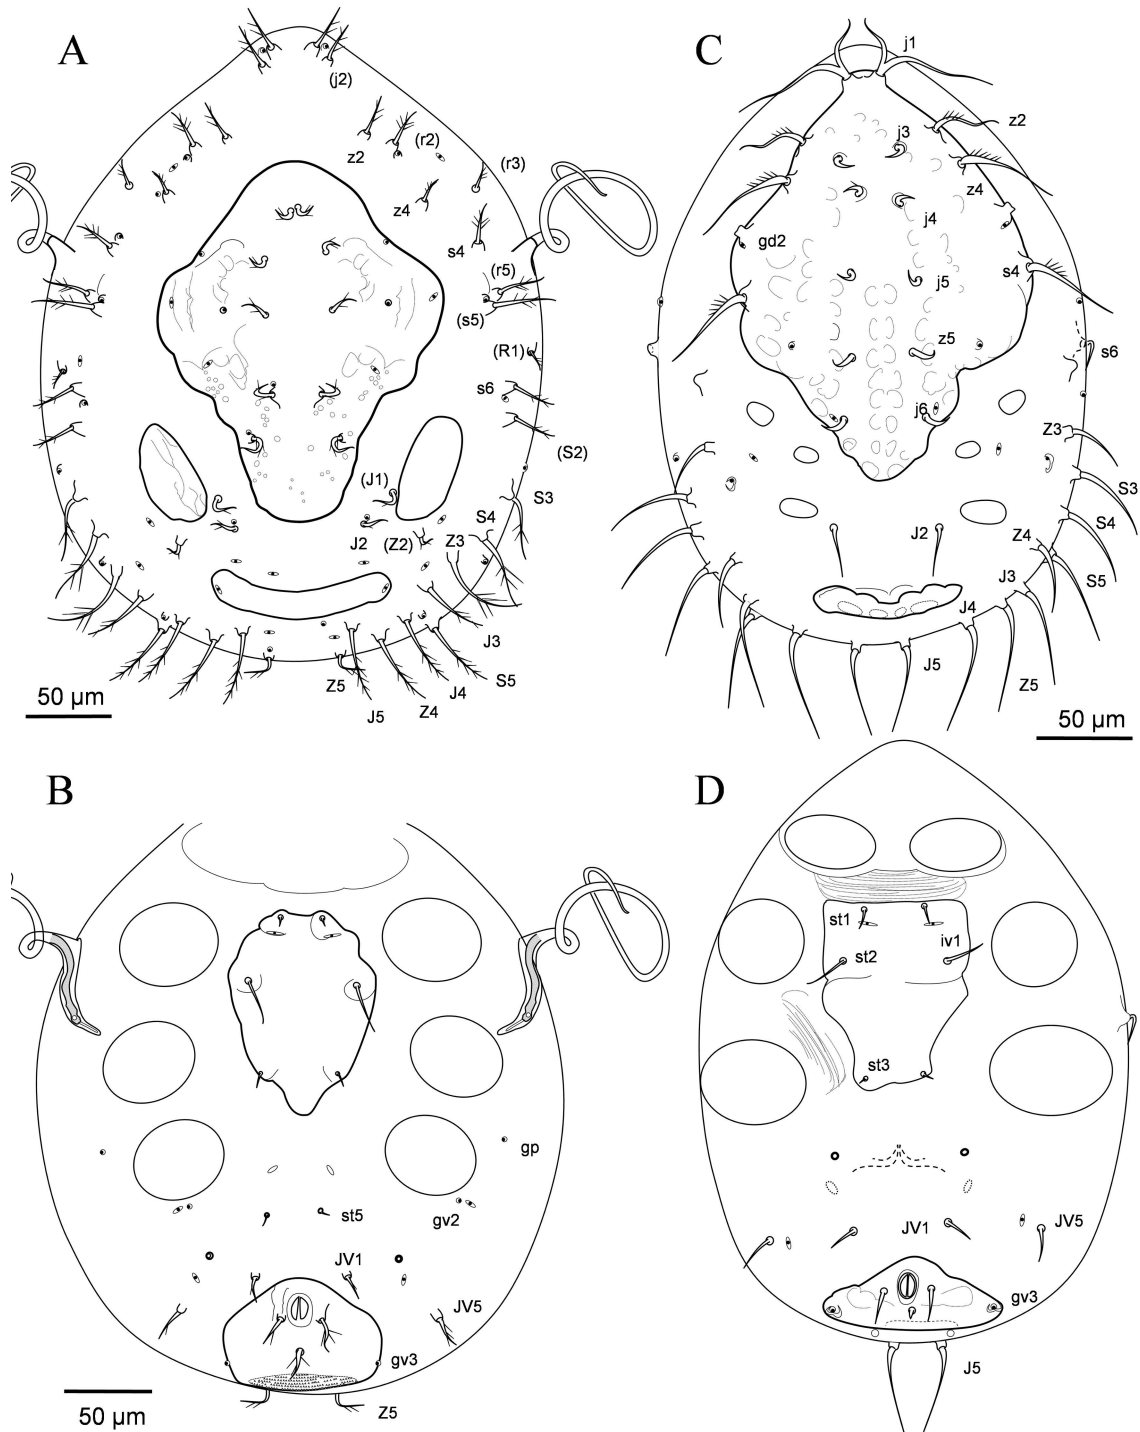 A
(j2)
z2
(r2)
(r3)
z4
s4
(r5)
(s5)
(R1)
s6
(S2)
(J1)
S3
S4
J2
(Z2)
Z3
J3
S5
J4
Z4
J5
Z5
50 µm
C
j1
z2
j3
z4
j4
gd2
s4
j5
z5
s6
j6
Z3
S3
S4
J2
Z4
S5
J3
J4
J5
Z5
50 µm
B
gp
st5
gv2
JV1
JV5
gv3
Z5
50 µm
D
st1
iv1
st2
st3
JV1
JV5
gv3
J5